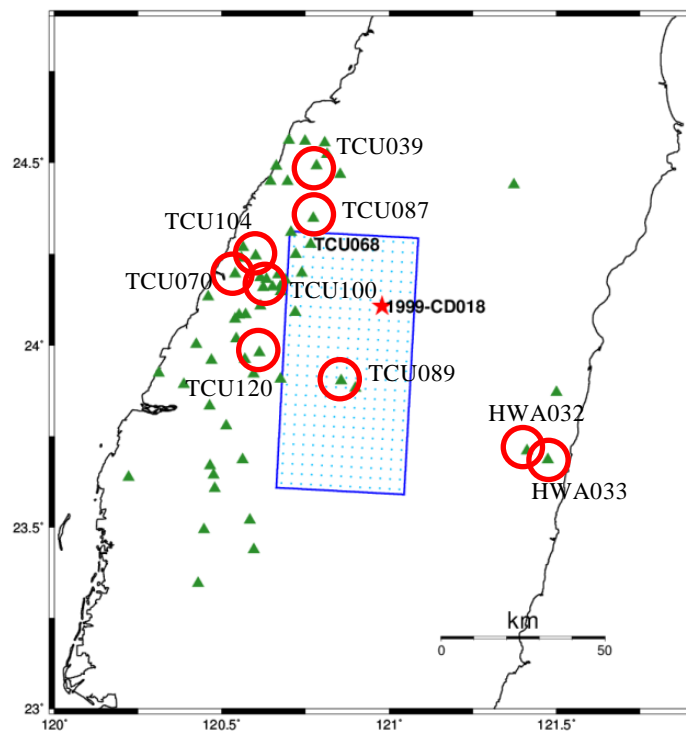 TCU039
24.5°
TCU087
TCU104
TCU068
TCU070
TCU100
1999-CD018
24°
TCU089
TCU120
HWA032
HWA033
23.5°
km
0
50
23°
120°
120.5°
121°
121.5°